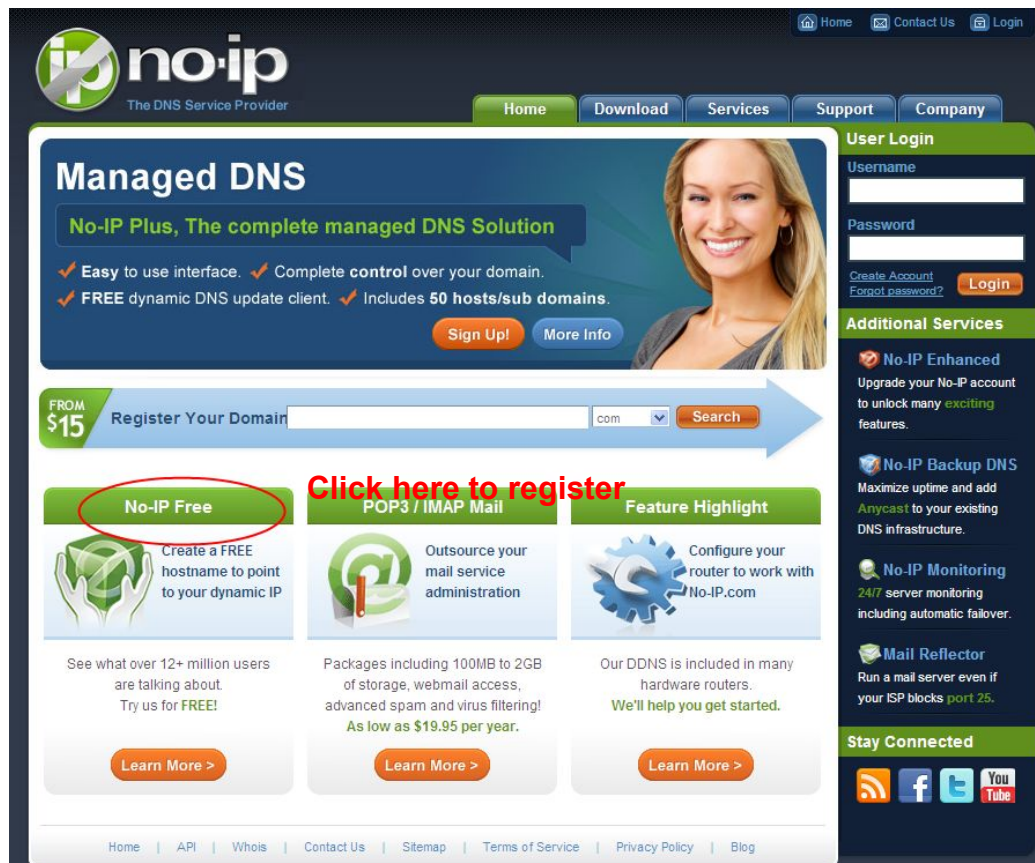 Home Contact Us Login
ip no·ip
The DNS Service Provider
Home Download Services Support Company
Managed DNS
No-IP Plus, The complete managed DNS Solution
Easy to use interface. Complete control over your domain.
FREE dynamic DNS update client. Includes 50 hosts/sub domains.
Sign Up! More Info
FROM
$15
Register Your Domain com Search
Click here to register
No-IP Free
Create a FREE
hostname to point
to your dynamic IP
See what over 12+ million users
are talking about.
Try us for FREE!
Learn More >
POP3 / IMAP Mail
Outsource your
mail service
administration
Packages including 100MB to 2GB
of storage, webmail access,
advanced spam and virus filtering!
As low as $19.95 per year.
Learn More >
Feature Highlight
Configure your
router to work with
No-IP.com
Our DDNS is included in many
hardware routers.
We'll help you get started.
Learn More >
User Login
Username
Password
Create Account
Forgot password? Login
Additional Services
No-IP Enhanced
Upgrade your No-IP account
to unlock many exciting
features.
No-IP Backup DNS
Maximize uptime and add
Anycast to your existing
DNS infrastructure.
No-IP Monitoring
24/7 server monitoring
including automatic failover.
Mail Reflector
Run a mail server even if
your ISP blocks port 25.
Stay Connected
f t You
Tube
Home | API | Whois | Contact Us | Sitemap | Terms of Service | Privacy Policy | Blog